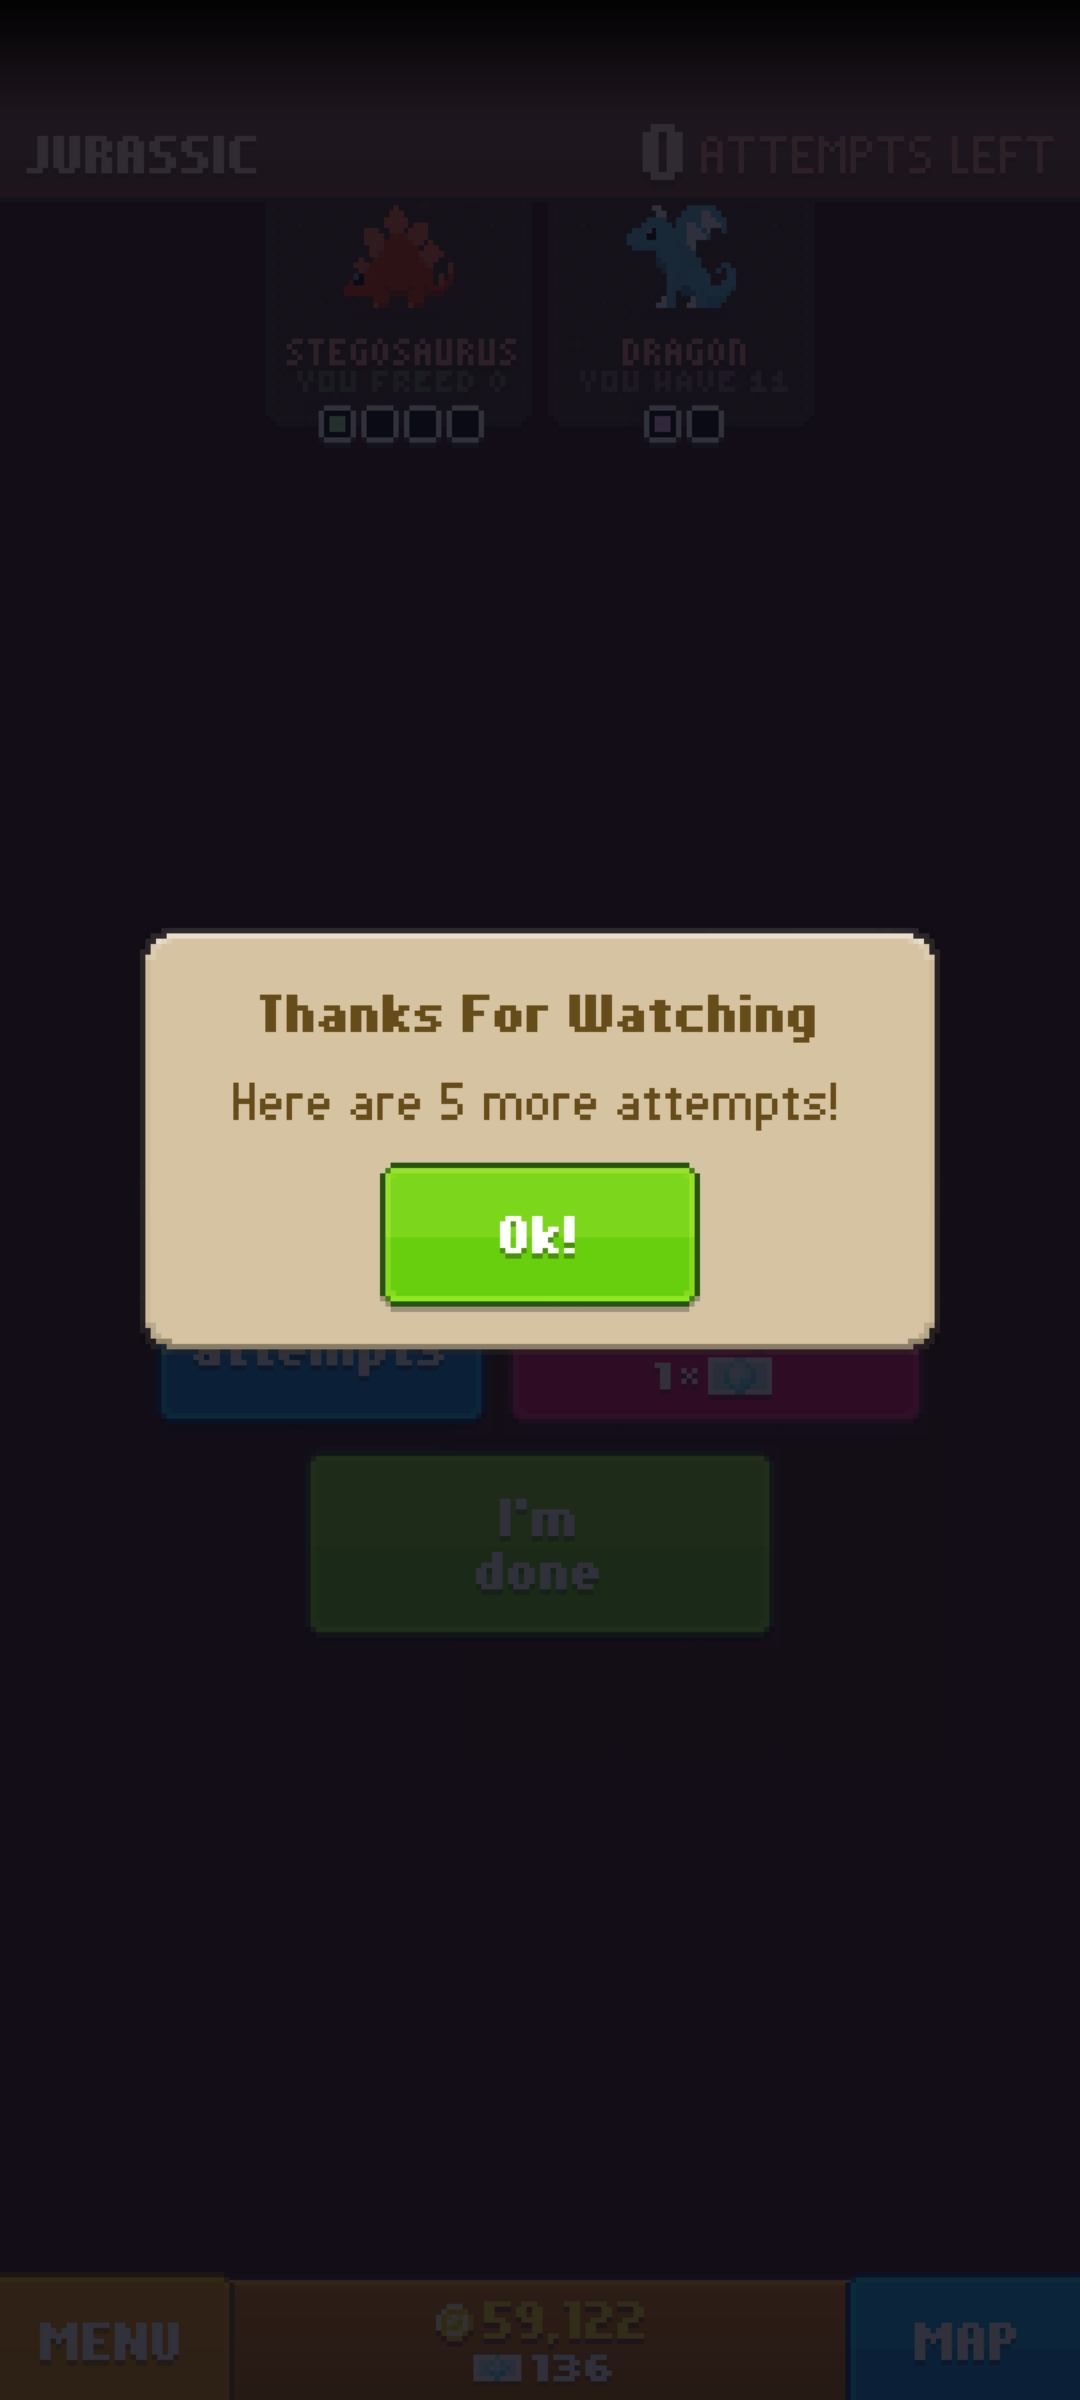 JURASSIC
0 ATTEMPTS LEFT
STEGOSAURUS
YOU FREED 0
DRAGON
YOU HAVE 11
Thanks For Watching
Here are 5 more attempts!
Ok!
attempts
1×
I'm
done
MENU
59,122
136
MAP